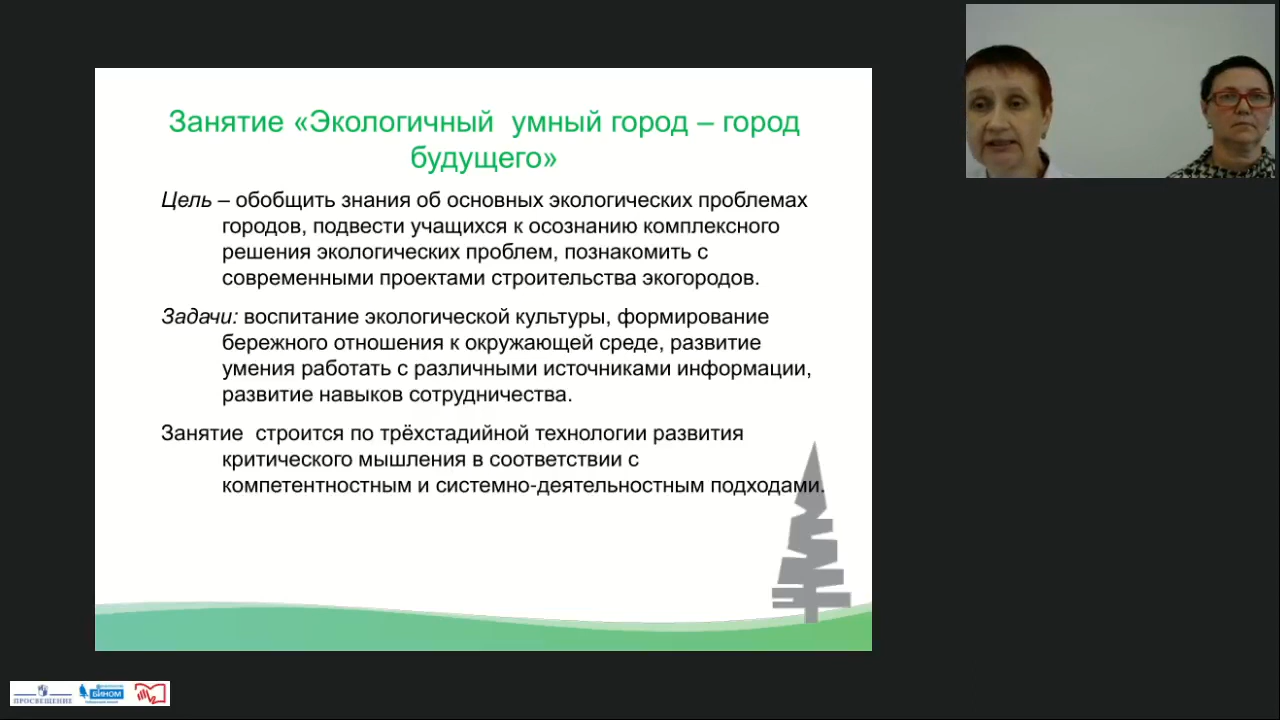 Занятие «Экологичный  умный город – город
будущего»
Цель – обобщить знания об основных экологических проблемах
городов, подвести учащихся к осознанию комплексного
решения экологических проблем, познакомить с
современными проектами строительства экогородов.
Задачи: воспитание экологической культуры, формирование
бережного отношения к окружающей среде, развитие
умения работать с различными источниками информации,
развитие навыков сотрудничества.
Занятие  строится по трёхстадийной технологии развития
критического мышления в соответствии с
компетентностным и системно-деятельностным подходами.
ПРОСВЕЩЕНИЕ
БИНОМ